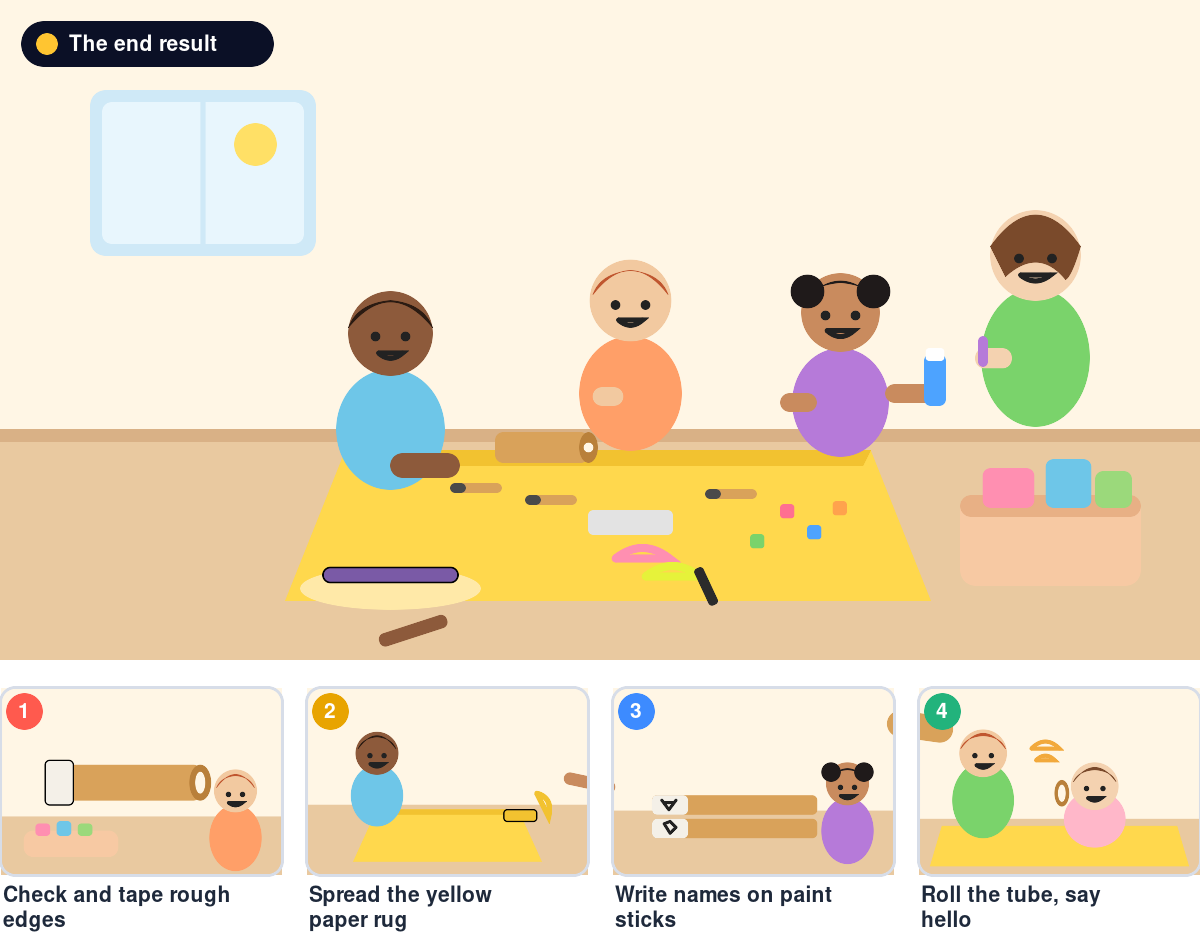 The end result
1
2
3
4
Check and tape rough
edges
Spread the yellow
paper rug
Write names on paint
sticks
Roll the tube, say
hello